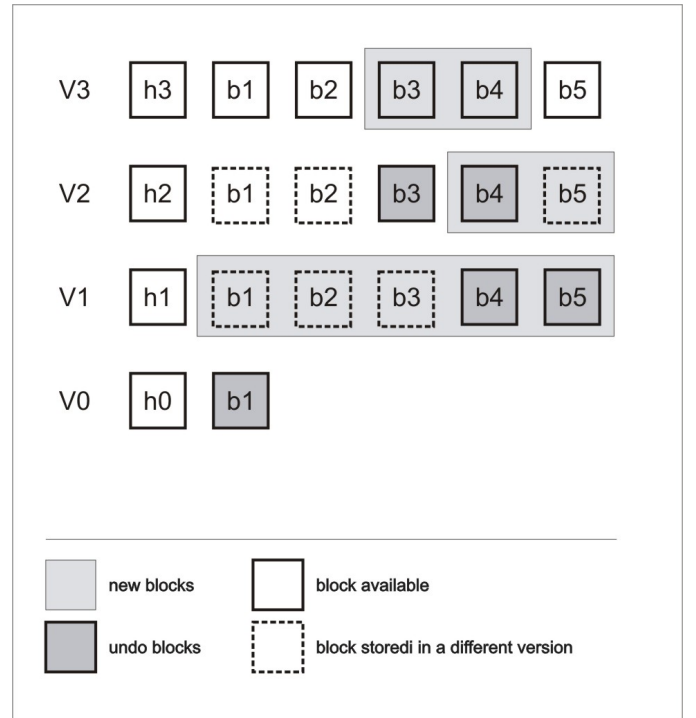 V3 h3 b1 b2 b3 b4 b5
V2 h2 b1 b2 b3 b4 b5
V1 h1 b1 b2 b3 b4 b5
V0 h0 b1
new blocks block available
undo blocks block storedi in a different version